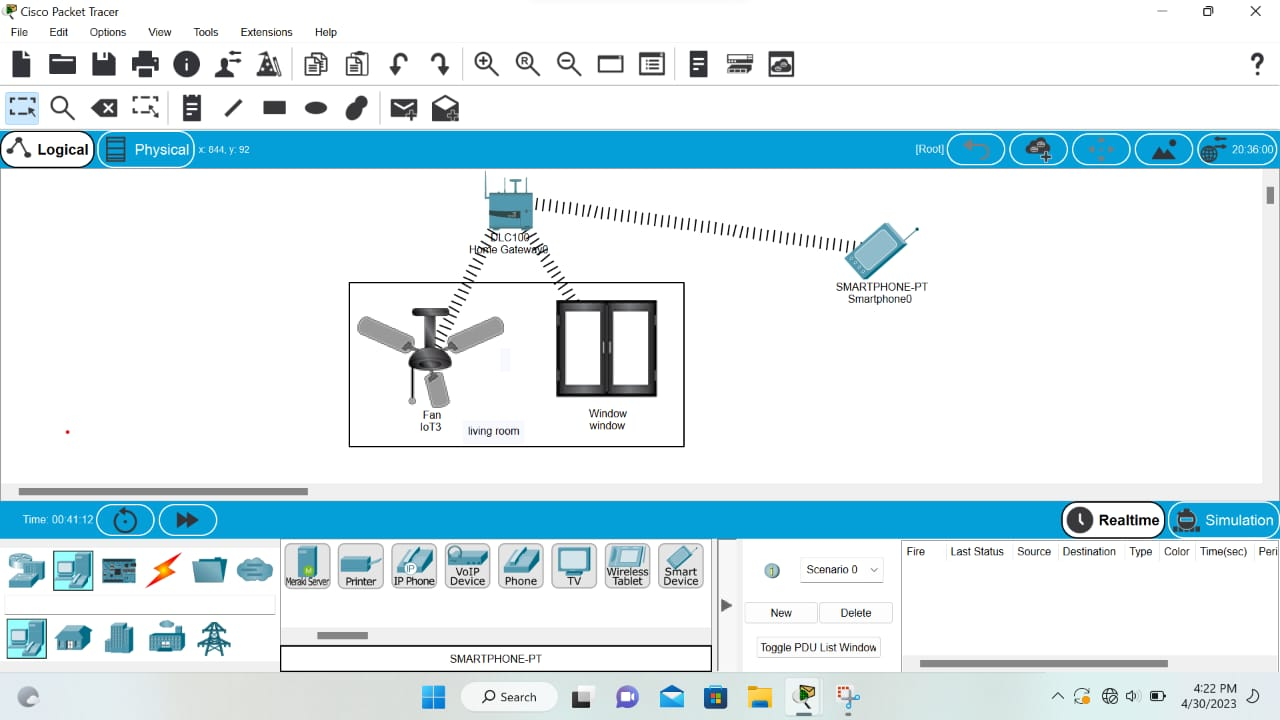 Cisco Packet Tracer
File Edit Options View Tools Extensions Help
Logical Physical x: 844, y: 92 [Root] 20:36:00
DLC100
Home Gateway0
SMARTPHONE-PT
Smartphone0
Fan
IoT3
living room
Window
window
Time: 00:41:12 Realtime Simulation
Meraki Server
Printer
IP
IP Phone
VoIP Device
Phone
TV
Wireless Tablet
Smart Device
SMARTPHONE-PT
Scenario 0
New Delete
Toggle PDU List Window
Fire Last Status Source Destination Type Color Time(sec) Peri
Search
4:22 PM
4/30/2023